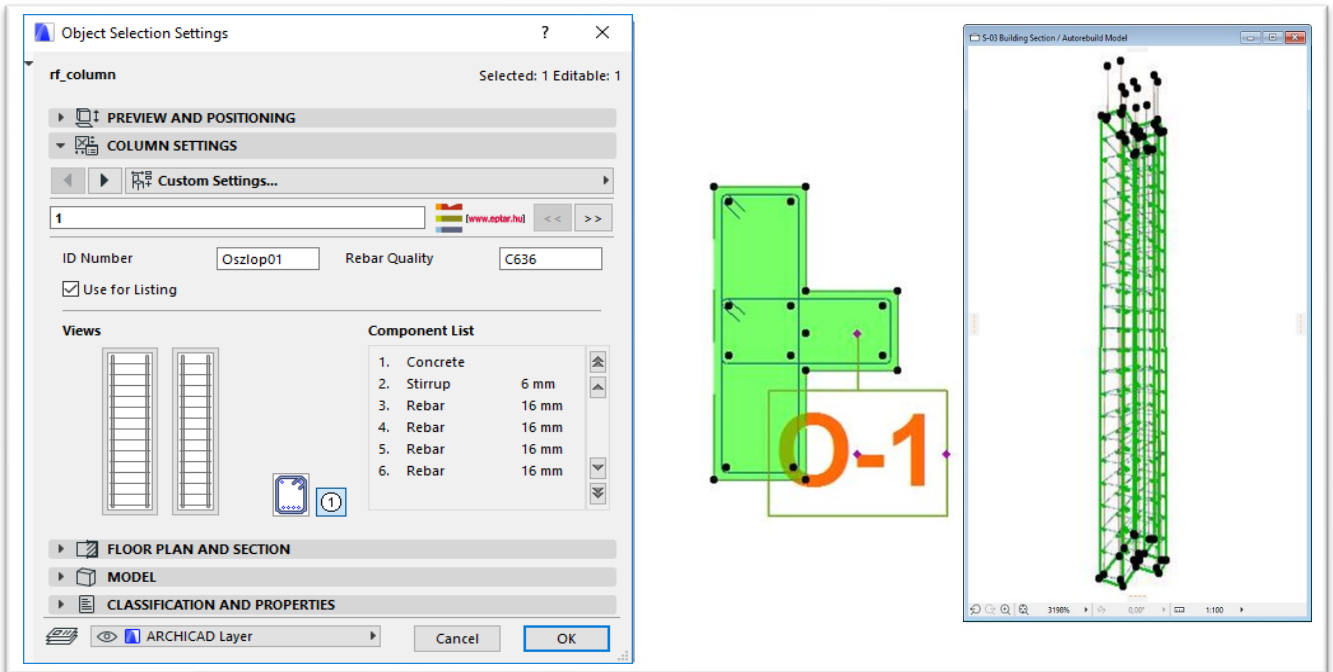 Object Selection Settings
?
rf_column
Selected: 1 Editable: 1
PREVIEW AND POSITIONING
COLUMN SETTINGS
Custom Settings...
1
[www.eptar.hu]
<<
>>
ID Number
Oszlop01
Rebar Quality
C636
Use for Listing
Views
Component List
1. Concrete
2. Stirrup 6 mm
3. Rebar 16 mm
4. Rebar 16 mm
5. Rebar 16 mm
6. Rebar 16 mm
1
FLOOR PLAN AND SECTION
MODEL
CLASSIFICATION AND PROPERTIES
ARCHICAD Layer
Cancel
OK
O-1
S-03 Building Section / Autorebuild Model
3198%
0,00°
1:100